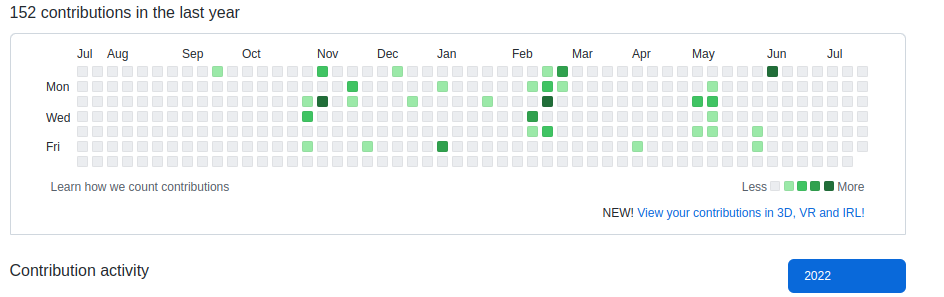 152 contributions in the last year
Jul Aug Sep Oct Nov Dec Jan Feb Mar Apr May Jun Jul
Mon
Wed
Fri
Learn how we count contributions Less More
NEW! View your contributions in 3D, VR and IRL!
Contribution activity 2022